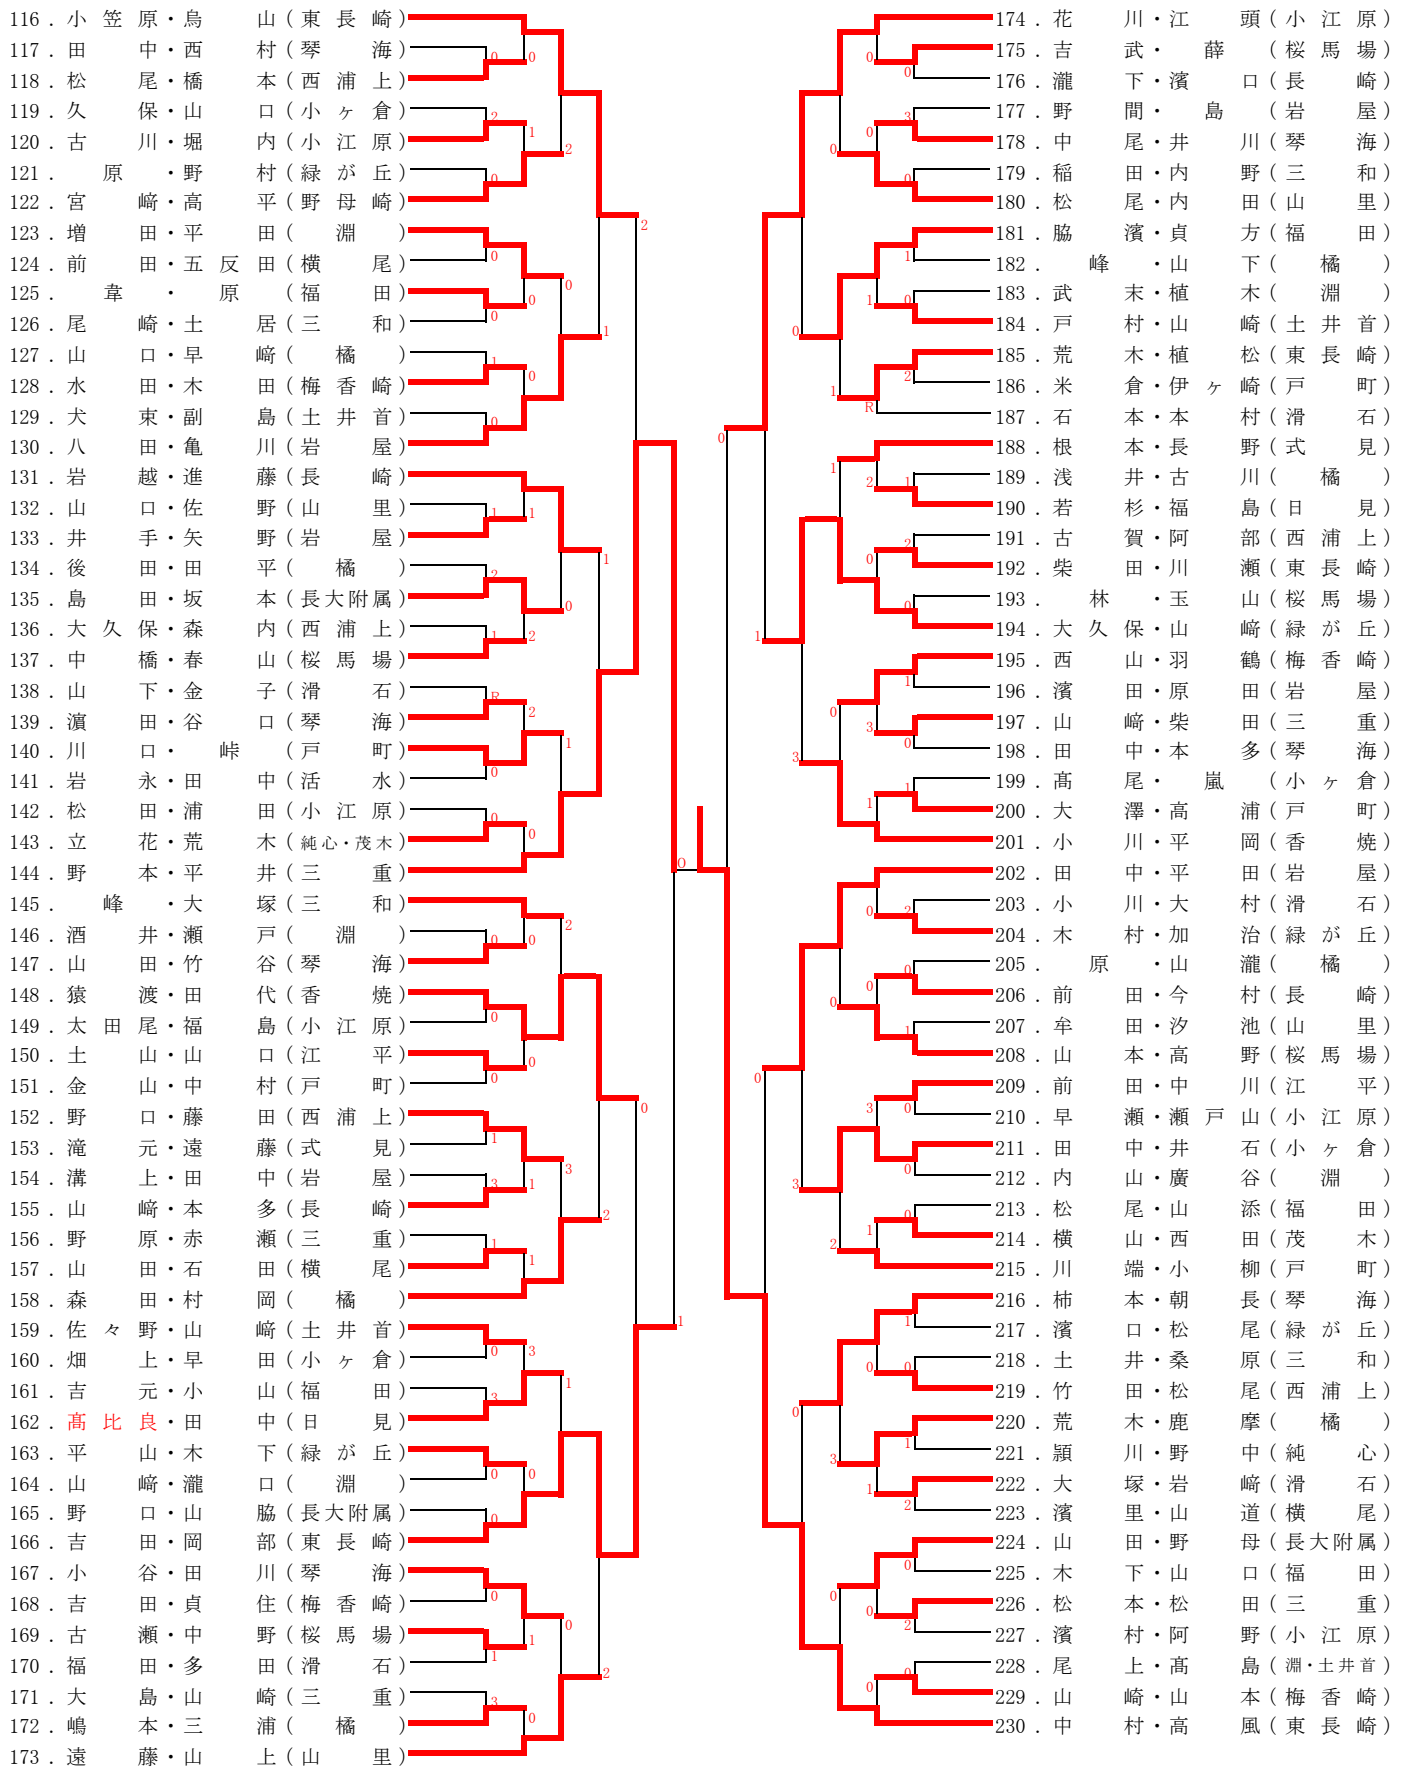 116．小笠原・烏山（東長崎）
117．田中・西村（琴海）
118．松尾・橋本（西浦上）
119．久保・山口（小ヶ倉）
120．古川・堀内（小江原）
121．原・野村（緑が丘）
122．宮﨑・高平（野母崎）
123．増田・平田（淵）
124．前田・五反田（横尾）
125．韋・原（福田）
126．尾崎・土居（三和）
127．山口・早﨑（橘）
128．水田・木田（梅香崎）
129．犬束・副島（土井首）
130．八田・亀川（岩屋）
131．岩越・進藤（長崎）
132．山口・佐野（山里）
133．井手・矢野（岩屋）
134．後田・田平（橘）
135．島田・坂本（長大附属）
136．大久保・森内（西浦上）
137．中橋・春山（桜馬場）
138．山下・金子（滑石）
139．濵田・谷口（琴海）
140．川口・峠（戸町）
141．岩永・田中（活水）
142．松田・浦田（小江原）
143．立花・荒木（純心・茂木）
144．野本・平井（三重）
145．峰・大塚（三和）
146．酒井・瀬戸（淵）
147．山田・竹谷（琴海）
148．猿渡・田代（香焼）
149．太田尾・福島（小江原）
150．土山・山口（江平）
151．金山・中村（戸町）
152．野口・藤田（西浦上）
153．滝元・遠藤（式見）
154．溝上・田中（岩屋）
155．山﨑・本多（長崎）
156．野原・赤瀬（三重）
157．山田・石田（横尾）
158．森田・村岡（橘）
159．佐々野・山﨑（土井首）
160．畑上・早田（小ヶ倉）
161．吉元・小山（福田）
162．髙比良・田中（日見）
163．平山・木下（緑が丘）
164．山﨑・瀧口（淵）
165．野口・山脇（長大附属）
166．吉田・岡部（東長崎）
167．小谷・田川（琴海）
168．吉田・貞住（梅香崎）
169．古瀬・中野（桜馬場）
170．福田・多田（滑石）
171．大島・山崎（三重）
172．嶋本・三浦（橘）
173．遠藤・山上（山里）
174．花川・江頭（小江原）
175．吉武・薛（桜馬場）
176．瀧下・濱口（長崎）
177．野間・島（岩屋）
178．中尾・井川（琴海）
179．稲田・内野（三和）
180．松尾・内田（山里）
181．脇濱・貞方（福田）
182．峰・山下（橘）
183．武末・植木（淵）
184．戸村・山崎（土井首）
185．荒木・植松（東長崎）
186．米倉・伊ヶ崎（戸町）
187．石本・本村（滑石）
188．根本・長野（式見）
189．浅井・古川（橘）
190．若杉・福島（日見）
191．古賀・阿部（西浦上）
192．柴田・川瀬（東長崎）
193．林・玉山（桜馬場）
194．大久保・山﨑（緑が丘）
195．西山・羽鶴（梅香崎）
196．濱田・原田（岩屋）
197．山﨑・柴田（三重）
198．田中・本多（琴海）
199．髙尾・嵐（小ヶ倉）
200．大澤・高浦（戸町）
201．小川・平岡（香焼）
202．田中・平田（岩屋）
203．小川・大村（滑石）
204．木村・加治（緑が丘）
205．原・山瀧（橘）
206．前田・今村（長崎）
207．牟田・汐池（山里）
208．山本・高野（桜馬場）
209．前田・中川（江平）
210．早瀬・瀬戸山（小江原）
211．田中・井石（小ヶ倉）
212．内山・廣谷（淵）
213．松尾・山添（福田）
214．横山・西田（茂木）
215．川端・小柳（戸町）
216．柿本・朝長（琴海）
217．濱口・松尾（緑が丘）
218．土井・桑原（三和）
219．竹田・松尾（西浦上）
220．荒木・鹿摩（橘）
221．頴川・野中（純心）
222．大塚・岩﨑（滑石）
223．濱里・山道（横尾）
224．山田・野母（長大附属）
225．木下・山口（福田）
226．松本・松田（三重）
227．濱村・阿野（小江原）
228．尾上・髙島（淵・土井首）
229．山崎・山本（梅香崎）
230．中村・高風（東長崎）